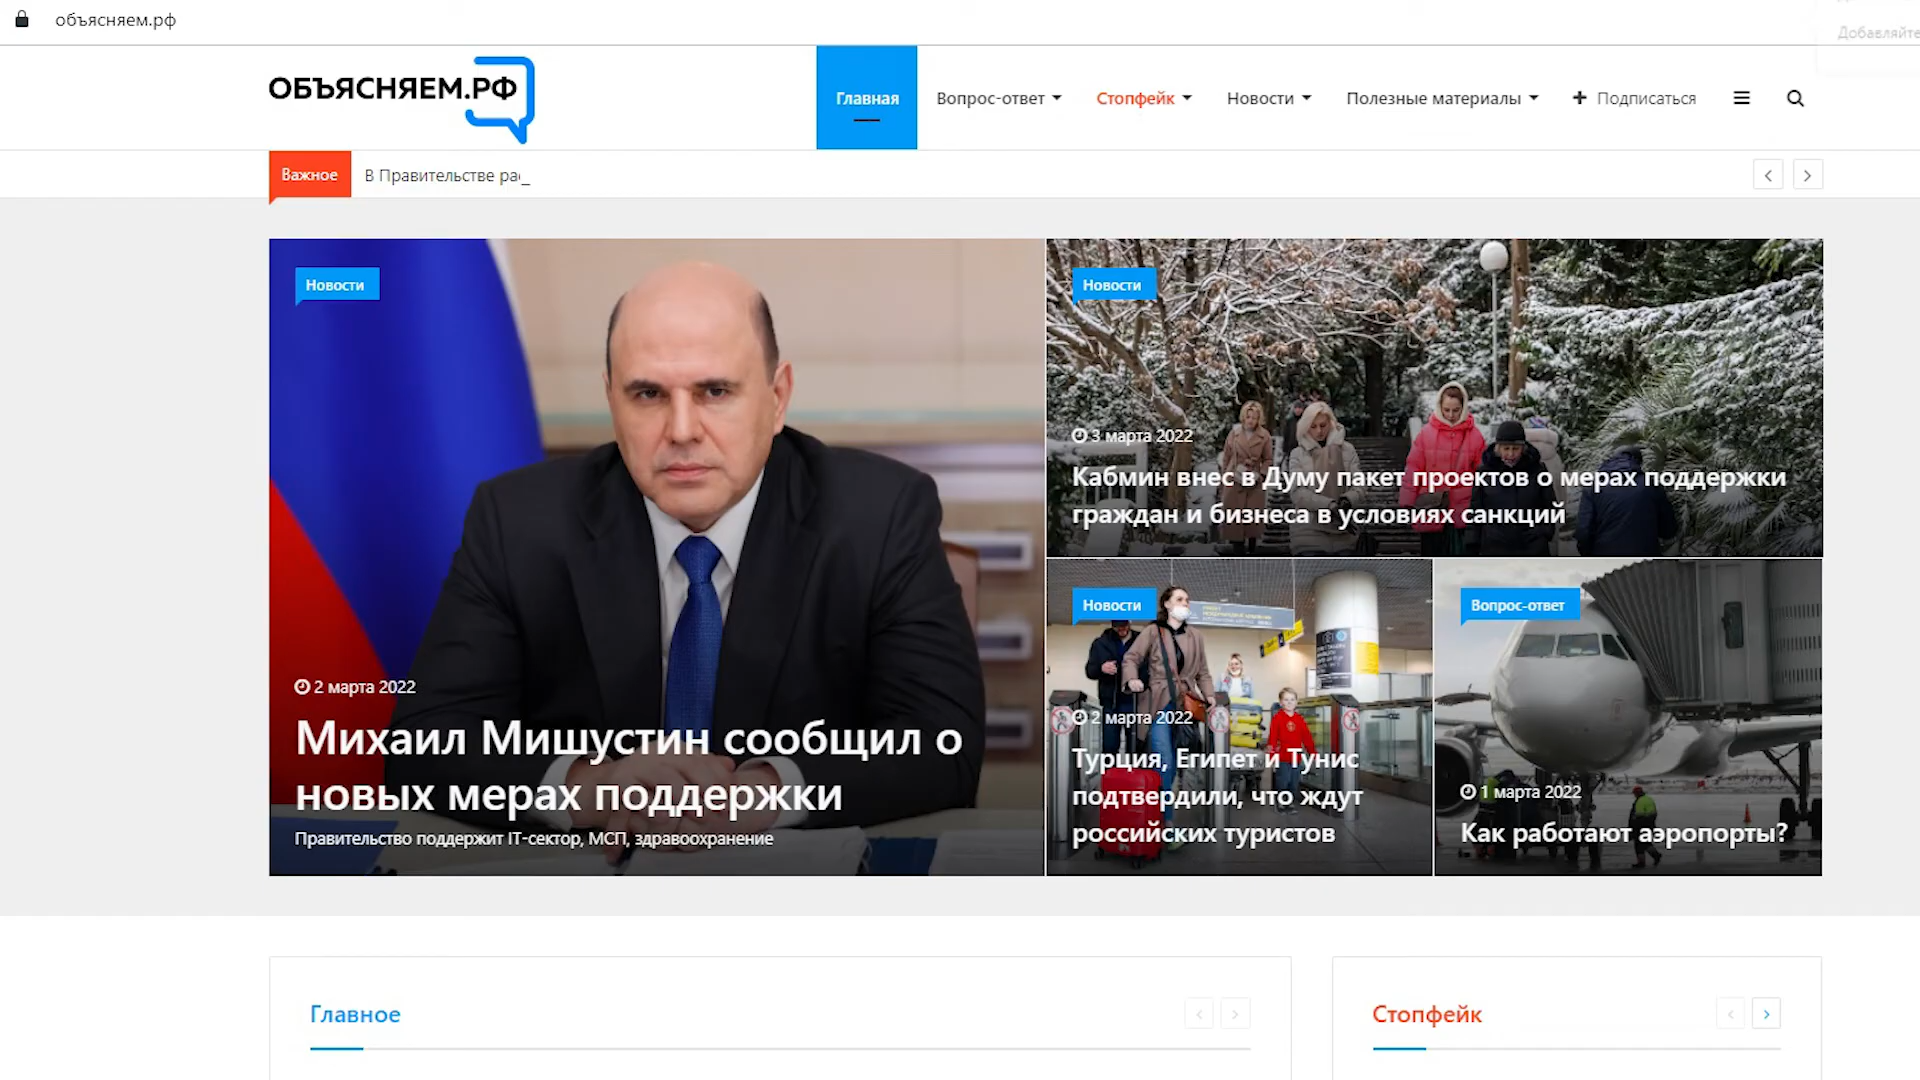 объясняем.рф
Добавляйте
ОБЪЯСНЯЕМ.РФ
Главная
Вопрос-ответ
Стопфейк
Новости
Полезные материалы
Подписаться
Важное
В Правительстве рас_
Новости
2 марта 2022
Михаил Мишустин сообщил о
новых мерах поддержки
Правительство поддержит IT-сектор, МСП, здравоохранение
Новости
3 марта 2022
Кабмин внес в Думу пакет проектов о мерах поддержки
граждан и бизнеса в условиях санкций
Новости
2 марта 2022
Турция, Египет и Тунис
подтвердили, что ждут
российских туристов
Вопрос-ответ
1 марта 2022
Как работают аэропорты?
Главное
Стопфейк